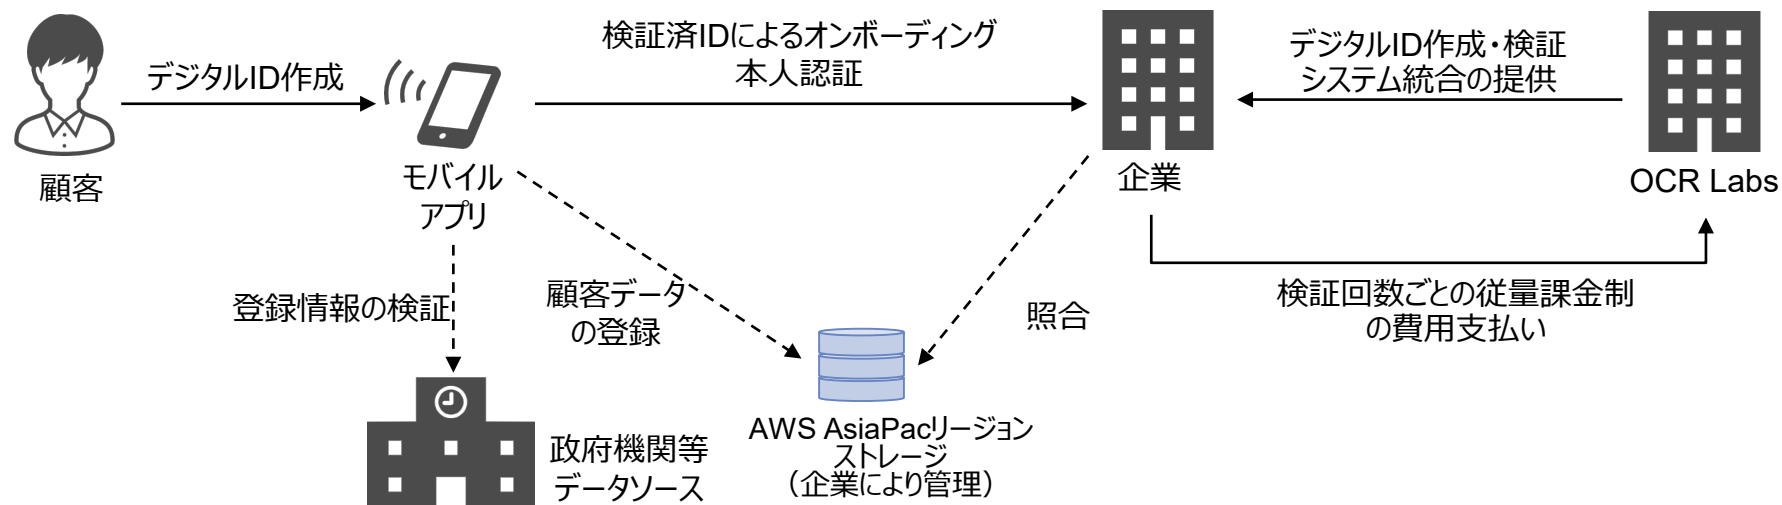 デジタルID作成
顧客
モバイル
アプリ
検証済IDによるオンボーディング
本人認証
企業
デジタルID作成・検証
システム統合の提供
OCR Labs
検証回数ごとの従量課金制
の費用支払い
登録情報の検証
顧客データ
の登録
照合
政府機関等
データソース
AWS AsiaPacリージョン
ストレージ
（企業により管理）